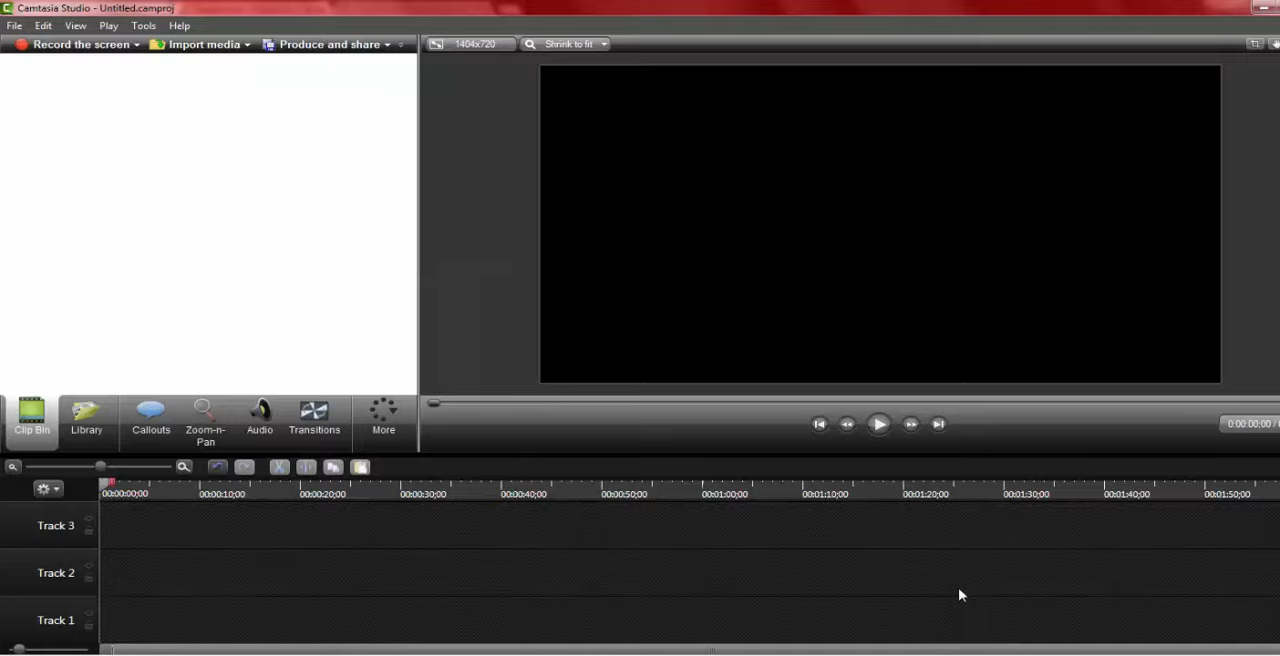 Camtasia Studio - Untitled.camproj
File Edit View Play Tools Help
Record the screen Import media Produce and share 1404x720 Shrink to fit
Clip Bin Library Callouts Zoom-n-Pan Audio Transitions More
0:00:00;00 /
00:00:00;00 00:00:10;00 00:00:20;00 00:00:30;00 00:00:40;00 00:00:50;00 00:01:00;00 00:01:10;00 00:01:20;00 00:01:30;00 00:01:40;00 00:01:50;00
Track 3
Track 2
Track 1